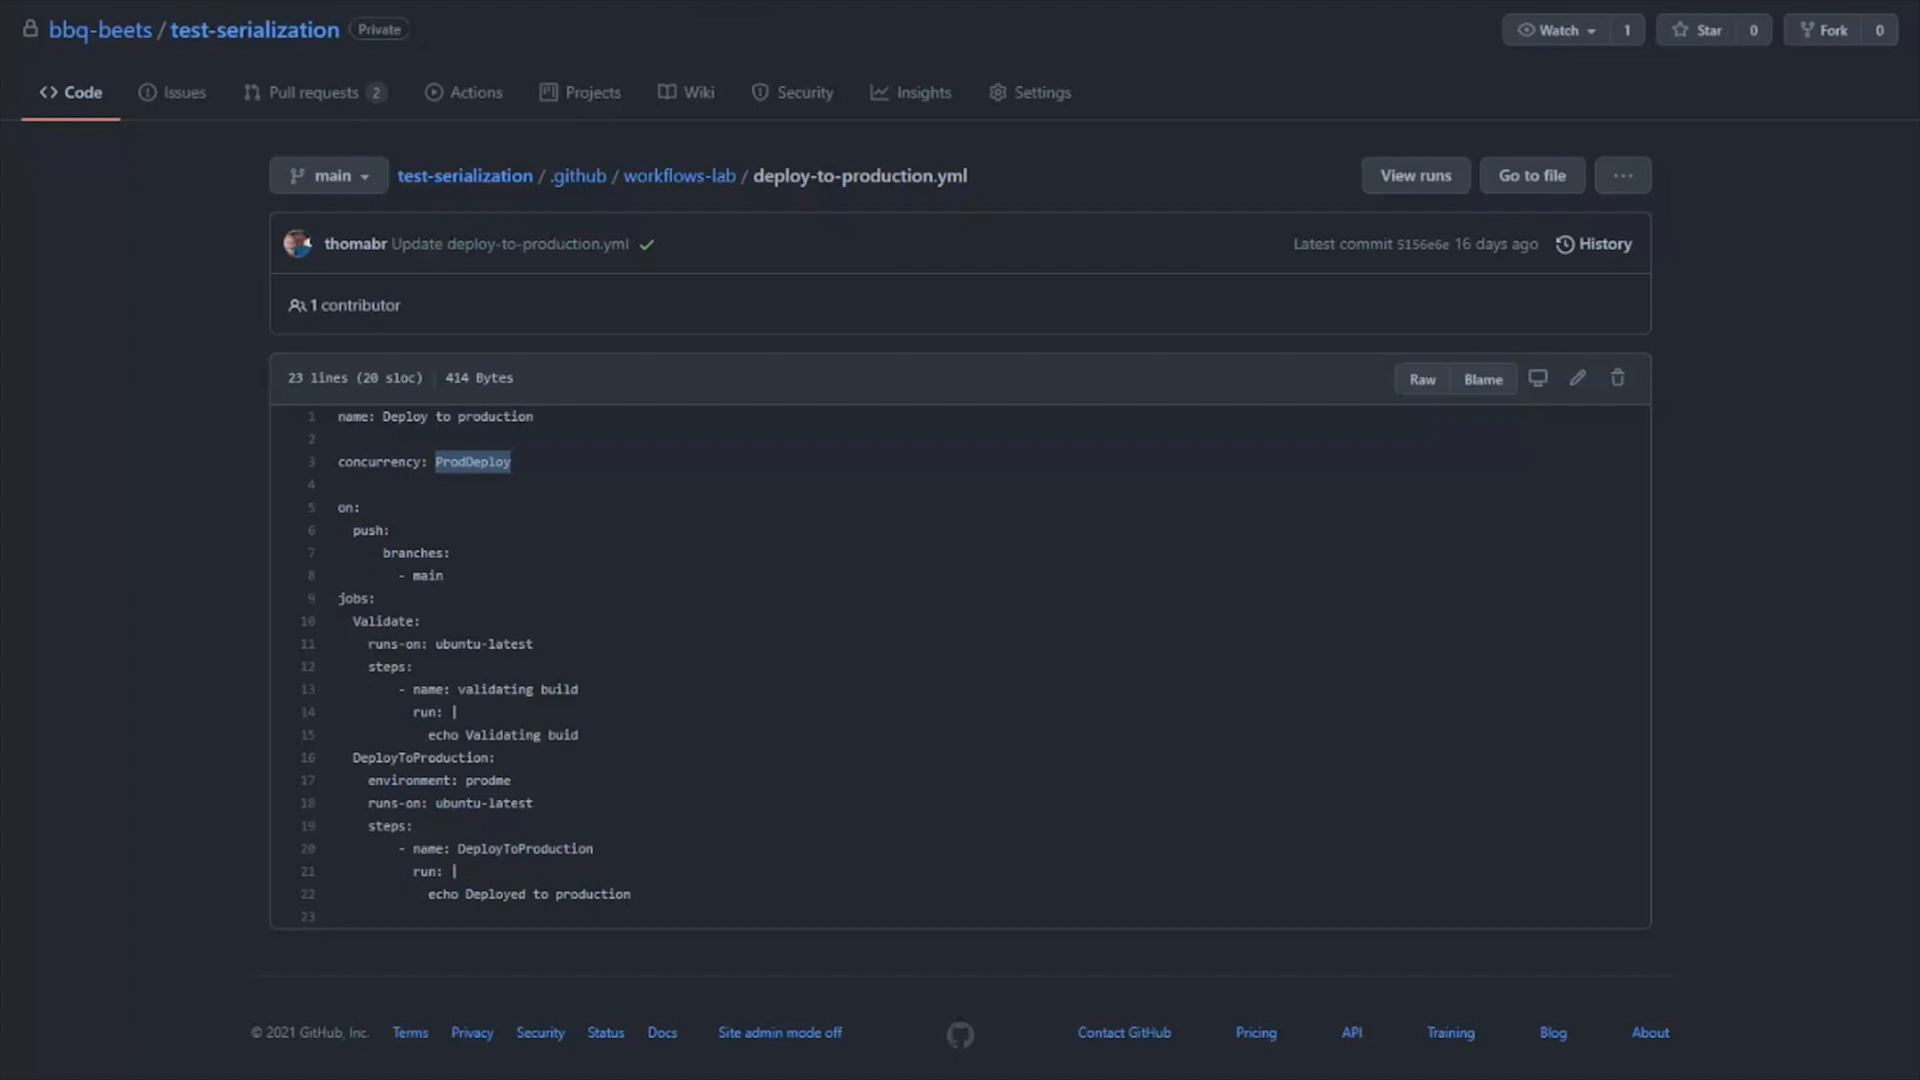 bbq-beets / test-serialization Private Watch 1 Star 0 Fork 0
Code Issues Pull requests 2 Actions Projects Wiki Security Insights Settings
main test-serialization / .github / workflows-lab / deploy-to-production.yml View runs Go to file ...
thomabr Update deploy-to-production.yml Latest commit 5156e6e 16 days ago History
1 contributor
23 lines (20 sloc) 414 Bytes Raw Blame
1 name: Deploy to production
2
3 concurrency: ProdDeploy
4
5 on:
6 push:
7 branches:
8 - main
9 jobs:
10 Validate:
11 runs-on: ubuntu-latest
12 steps:
13 - name: validating build
14 run: |
15 echo Validating buid
16 DeployToProduction:
17 environment: prodme
18 runs-on: ubuntu-latest
19 steps:
20 - name: DeployToProduction
21 run: |
22 echo Deployed to production
23
© 2021 GitHub, Inc. Terms Privacy Security Status Docs Site admin mode off Contact GitHub Pricing API Training Blog About